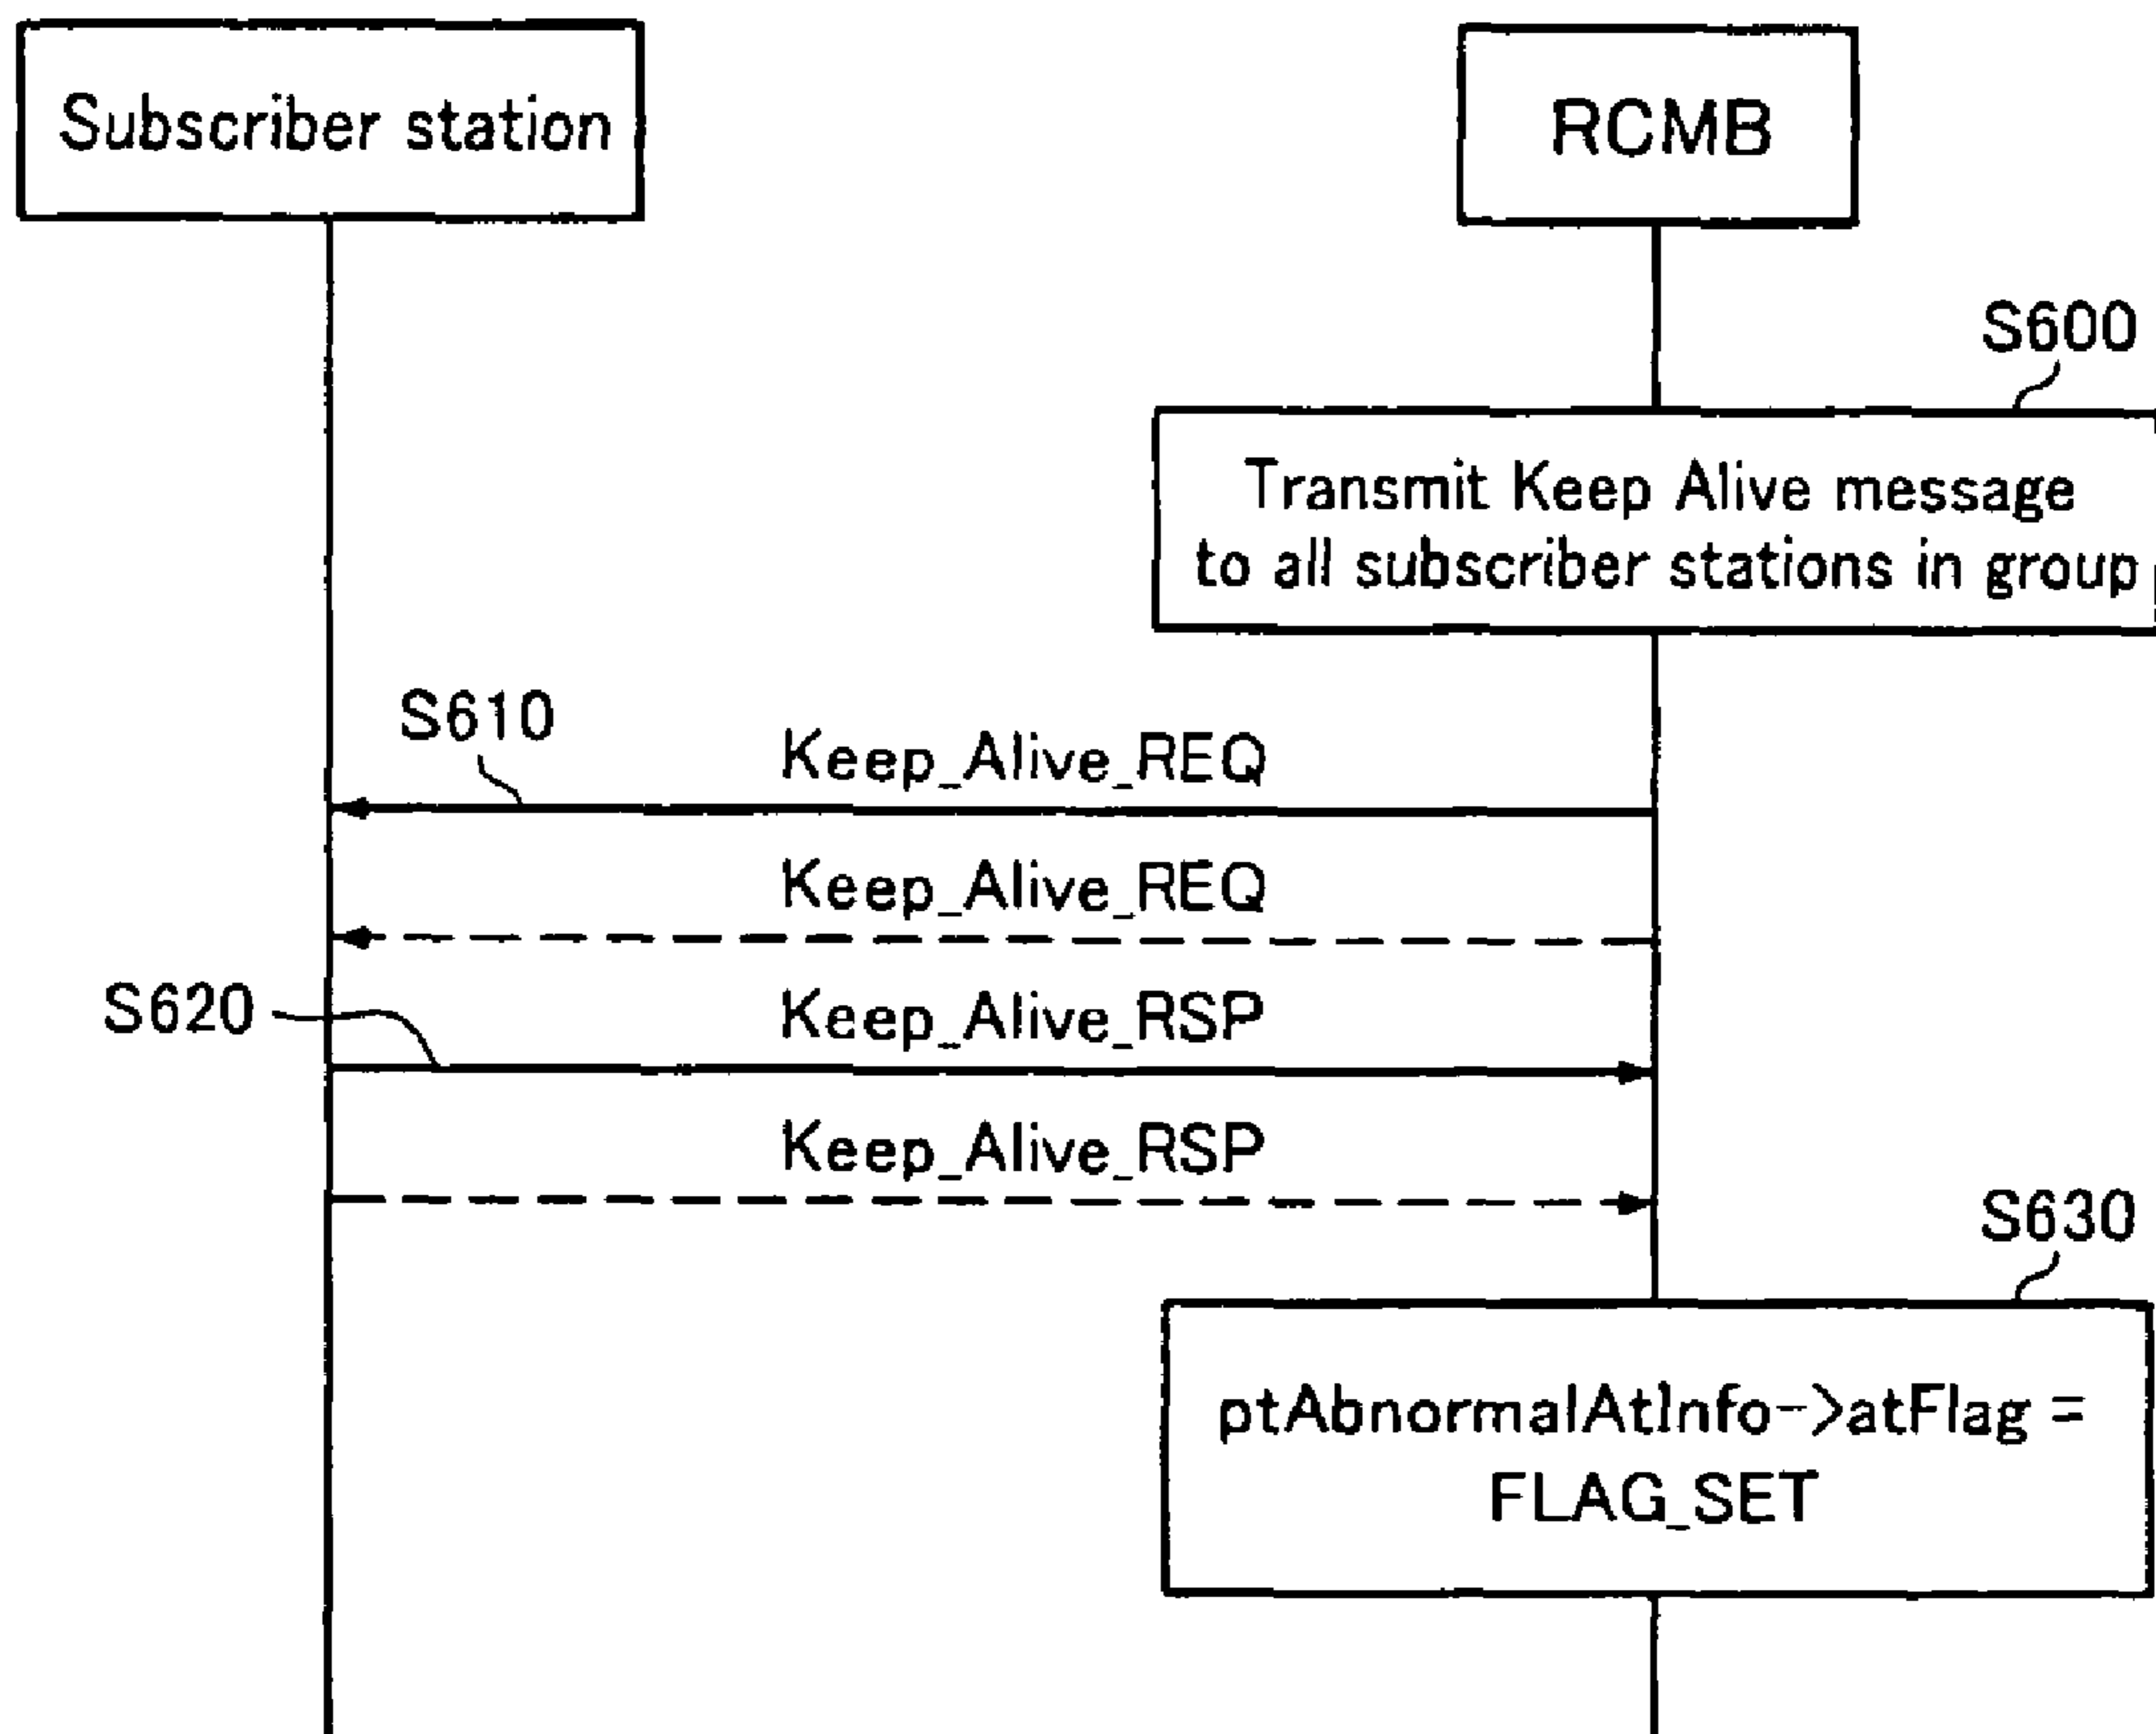 Subscriber station
RCMB
S600
Transmit Keep Alive message
to all subscriber stations in group
S610
Keep_Alive_REQ
Keep_Alive_REQ
S620
Keep_Alive_RSP
Keep_Alive_RSP
S630
ptAbnormalAtInfo->atFlag =
FLAG_SET